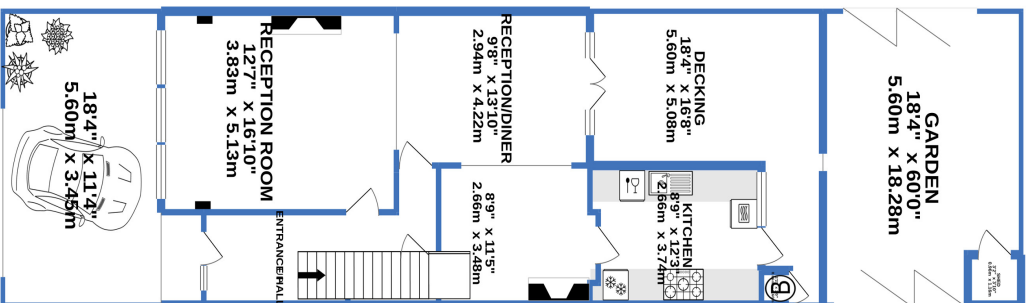 18'4" x 11'4"
5.60m x 3.45m
RECEPTION ROOM
12'7" x 16'10"
3.83m x 5.13m
ENTRANCE/HALL
RECEPTION/DINER
9'8" x 13'10"
2.94m x 4.22m
8'9" x 11'5"
2.66m x 3.48m
DECKING
18'4" x 16'8"
5.60m x 5.08m
KITCHEN
8'9" x 12'3"
2.66m x 3.74m
B
GARDEN
18'4" x 60'0"
5.60m x 18.28m
SHED